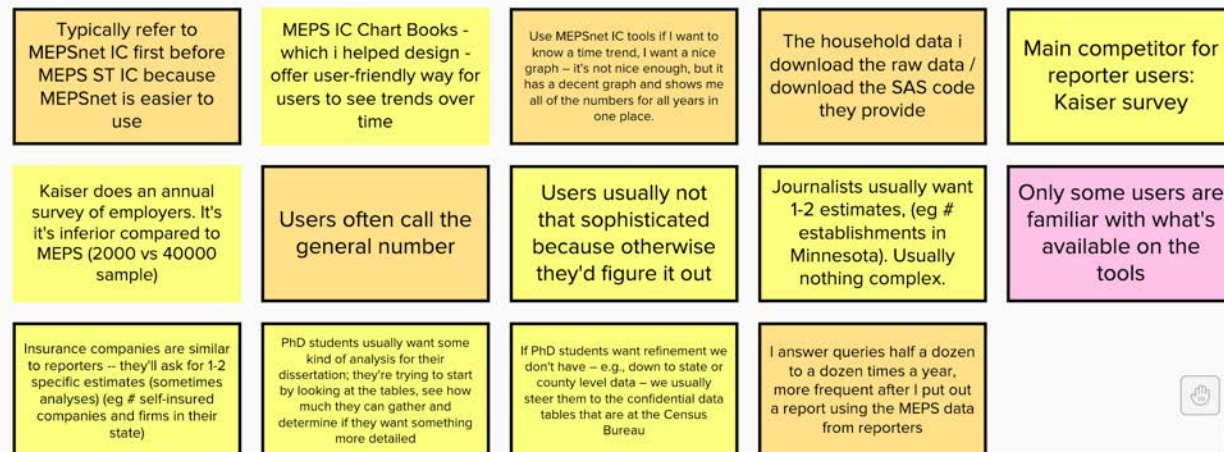 Typically refer to
MEPSnet IC first before
MEPS ST IC because
MEPSnet is easier to
use
MEPS IC Chart Books -
which i helped design -
offer user-friendly way for
users to see trends over
time
Use MEPSnet IC tools if I want to
know a time trend, I want a nice
graph – it's not nice enough, but it
has a decent graph and shows me
all of the numbers for all years in
one place.
The household data i
download the raw data /
download the SAS code
they provide
Main competitor for
reporter users:
Kaiser survey
Kaiser does an annual
survey of employers. It's
it's inferior compared to
MEPS (2000 vs 40000
sample)
Users often call the
general number
Users usually not
that sophisticated
because otherwise
they'd figure it out
Journalists usually want
1-2 estimates, (eg #
establishments in
Minnesota). Usually
nothing complex.
Only some users are
familiar with what's
available on the
tools
Insurance companies are similar
to reporters -- they'll ask for 1-2
specific estimates (sometimes
analyses) (eg # self-insured
companies and firms in their
state)
PhD students usually want some
kind of analysis for their
dissertation; they're trying to start
by looking at the tables, see how
much they can gather and
determine if they want something
more detailed
If PhD students want refinement we
don't have – e.g., down to state or
county level data – we usually
steer them to the confidential data
tables that are at the Census
Bureau
I answer queries half a dozen
to a dozen times a year,
more frequent after I put out
a report using the MEPS data
from reporters